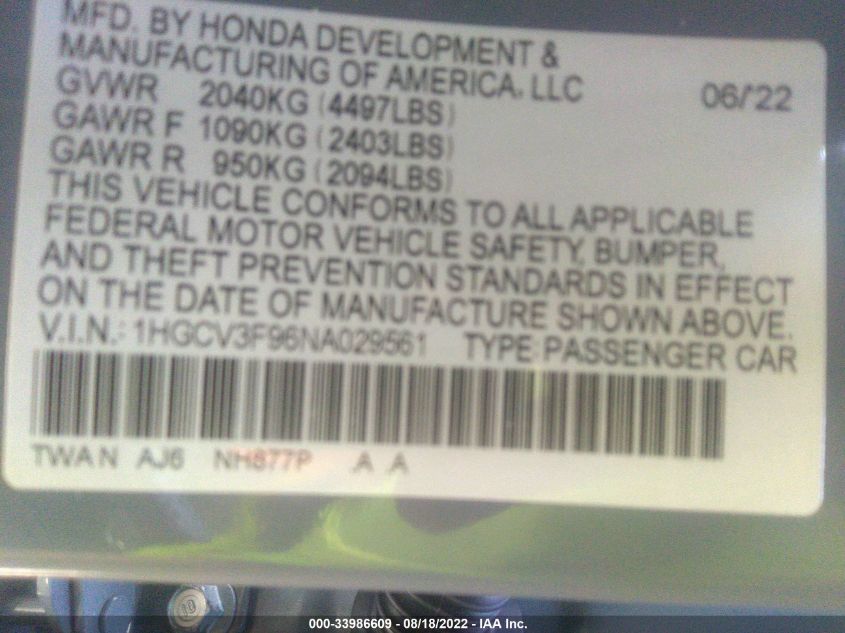 MFD. BY HONDA DEVELOPMENT &
MANUFACTURING OF AMERICA, LLC
GVWR 2040KG (4497LBS) 06/22
GAWR F 1090KG (2403LBS)
GAWR R 950KG (2094LBS)
THIS VEHICLE CONFORMS TO ALL APPLICABLE
FEDERAL MOTOR VEHICLE SAFETY, BUMPER,
AND THEFT PREVENTION STANDARDS IN EFFECT
ON THE DATE OF MANUFACTURE SHOWN ABOVE.
V.I.N.: 1HGCV3F96NA029561 TYPE: PASSENGER CAR
TWA N AJ6 NH877P A A
10
000-33986609 - 08/18/2022 - IAA Inc.